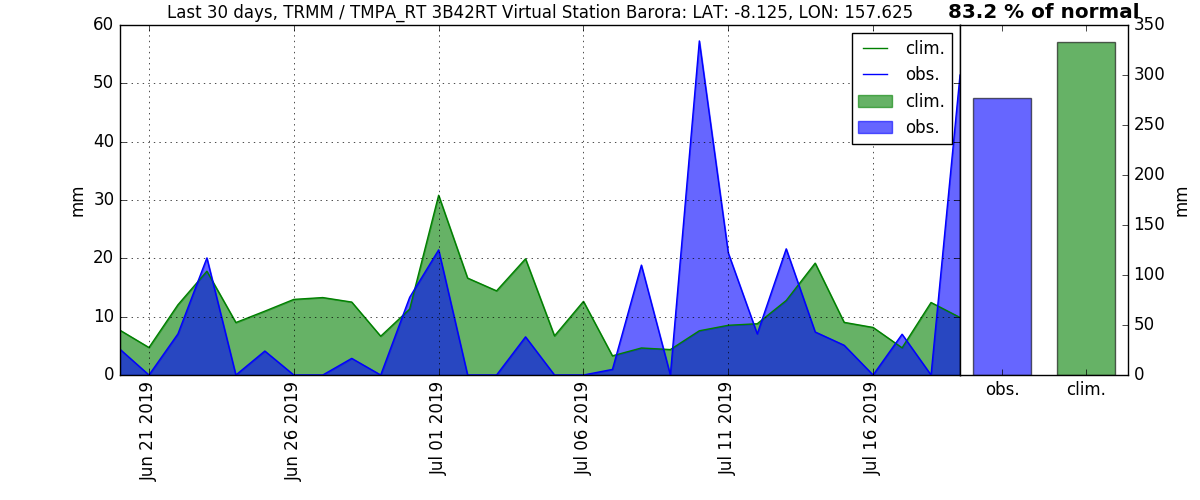 Last 30 days, TRMM / TMPA_RT 3B42RT Virtual Station Barora: LAT: -8.125, LON: 157.625
83.2 % of normal
60
50
40
30
20
10
0
mm
clim.
obs.
clim.
obs.
Jun 21 2019
Jun 26 2019
Jul 01 2019
Jul 06 2019
Jul 11 2019
Jul 16 2019
350
300
250
200
150
100
50
0
mm
obs.
clim.